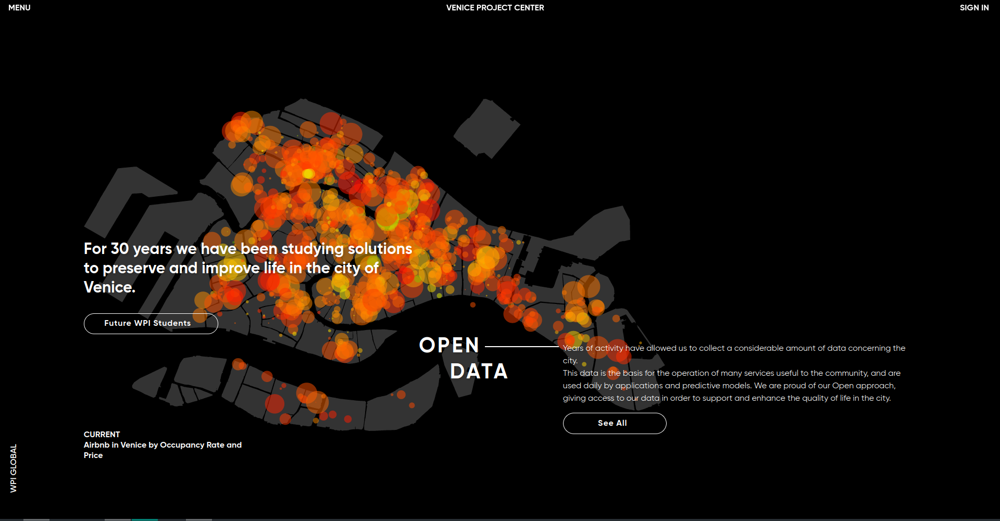 MENU
VENICE PROJECT CENTER
SIGN IN
For 30 years we have been studying solutions
to preserve and improve life in the city of
Venice.
Future WPI Students
OPEN
DATA
Years of activity have allowed us to collect a considerable amount of data concerning the
city.
This data is the basis for the operation of many services useful to the community, and are
used daily by applications and predictive models. We are proud of our Open approach,
giving access to our data in order to support and enhance the quality of life in the city.
See All
CURRENT
Airbnb in Venice by Occupancy Rate and
Price
WPI GLOBAL